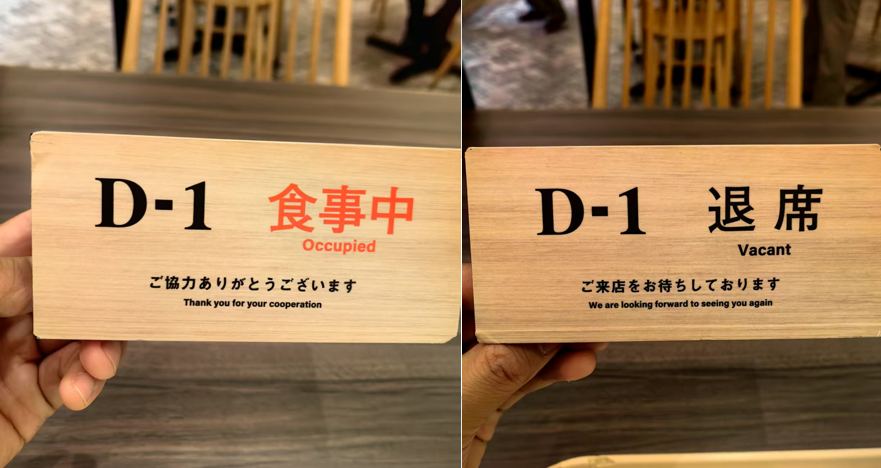 D-1 食事中
Occupied
ご協力ありがとうございます
Thank you for your cooperation
D-1 退席
Vacant
ご来店をお待ちしております
We are looking forward to seeing you again